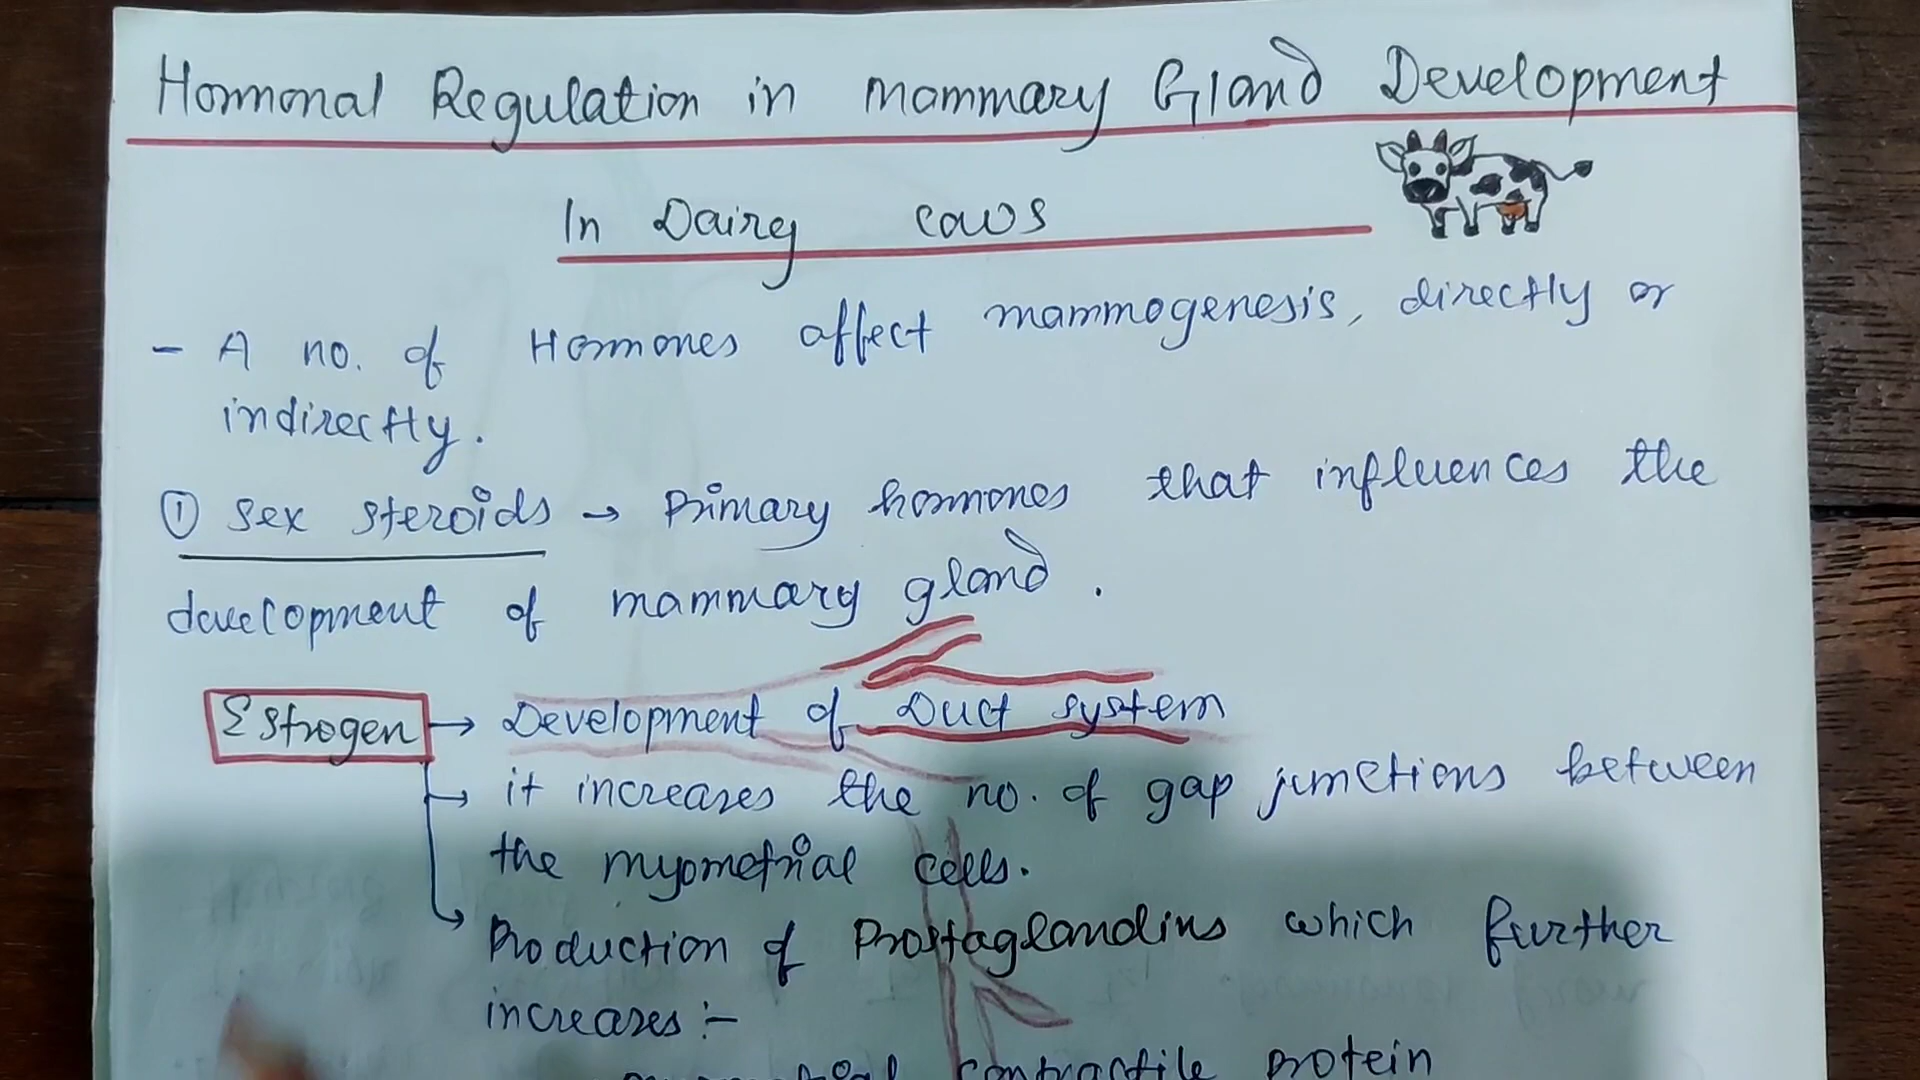 Hormonal Regulation in Mammary Gland Development
In Dairy cows
- A no. of Hormones affect mammogenesis, directly or
indirectly.
① Sex steroids → Primary hormones that influences the
development of mammary gland.
Estrogen → Development of Duct system
→ it increases the no. of gap junctions between
the myometrial cells.
→ Production of Prostaglandins which further
increases :-
contractile protein